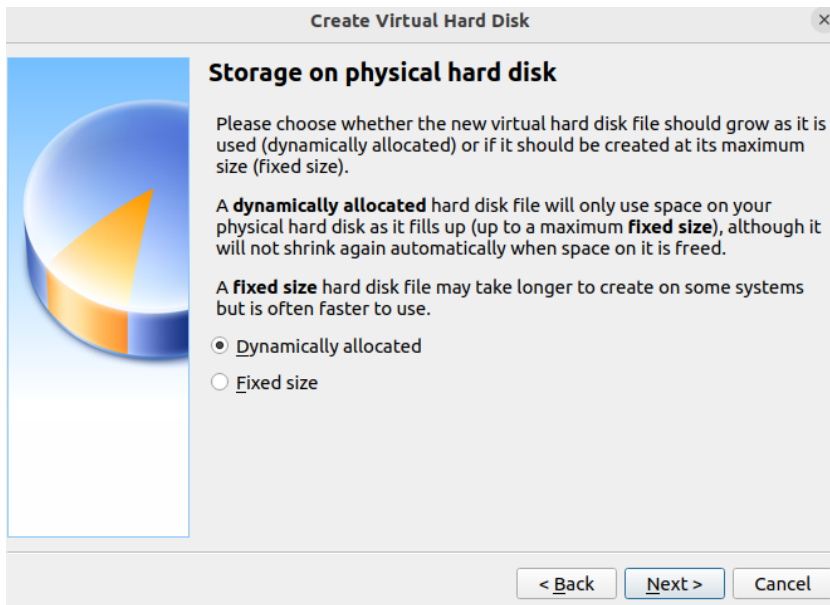 Create Virtual Hard Disk
Storage on physical hard disk
Please choose whether the new virtual hard disk file should grow as it is
used (dynamically allocated) or if it should be created at its maximum
size (fixed size).
A dynamically allocated hard disk file will only use space on your
physical hard disk as it fills up (up to a maximum fixed size), although it
will not shrink again automatically when space on it is freed.
A fixed size hard disk file may take longer to create on some systems
but is often faster to use.
Dynamically allocated
Fixed size
< Back Next > Cancel